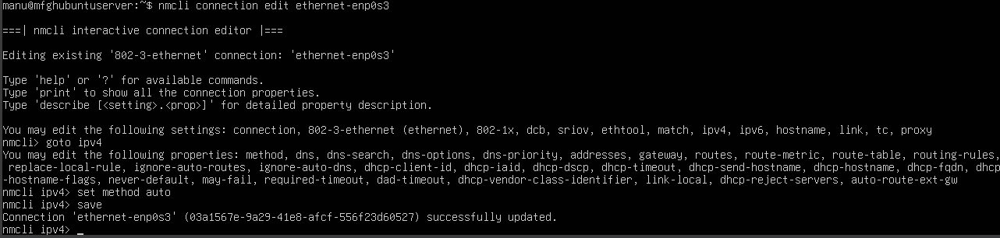 manu@mfghubuntuserver:~$ nmcli connection edit ethernet-enp0s3
===| nmcli interactive connection editor |===
Editing existing '802-3-ethernet' connection: 'ethernet-enp0s3'
Type 'help' or '?' for available commands.
Type 'print' to show all the connection properties.
Type 'describe [<setting>.<prop>]' for detailed property description.
You may edit the following settings: connection, 802-3-ethernet (ethernet), 802-1x, dcb, sriov, ethtool, match, ipv4, ipv6, hostname, link, tc, proxy
nmcli> goto ipv4
You may edit the following properties: method, dns, dns-search, dns-options, dns-priority, addresses, gateway, routes, route-metric, route-table, routing-rules,
replace-local-rule, ignore-auto-routes, ignore-auto-dns, dhcp-client-id, dhcp-iaid, dhcp-dscp, dhcp-timeout, dhcp-send-hostname, dhcp-hostname, dhcp-fqdn, dhcp
-hostname-flags, never-default, may-fail, required-timeout, dad-timeout, dhcp-vendor-class-identifier, link-local, dhcp-reject-servers, auto-route-ext-gw
nmcli ipv4> set method auto
nmcli ipv4> save
Connection 'ethernet-enp0s3' (03a1567e-9a29-41e8-afcf-556f23d60527) successfully updated.
nmcli ipv4> _